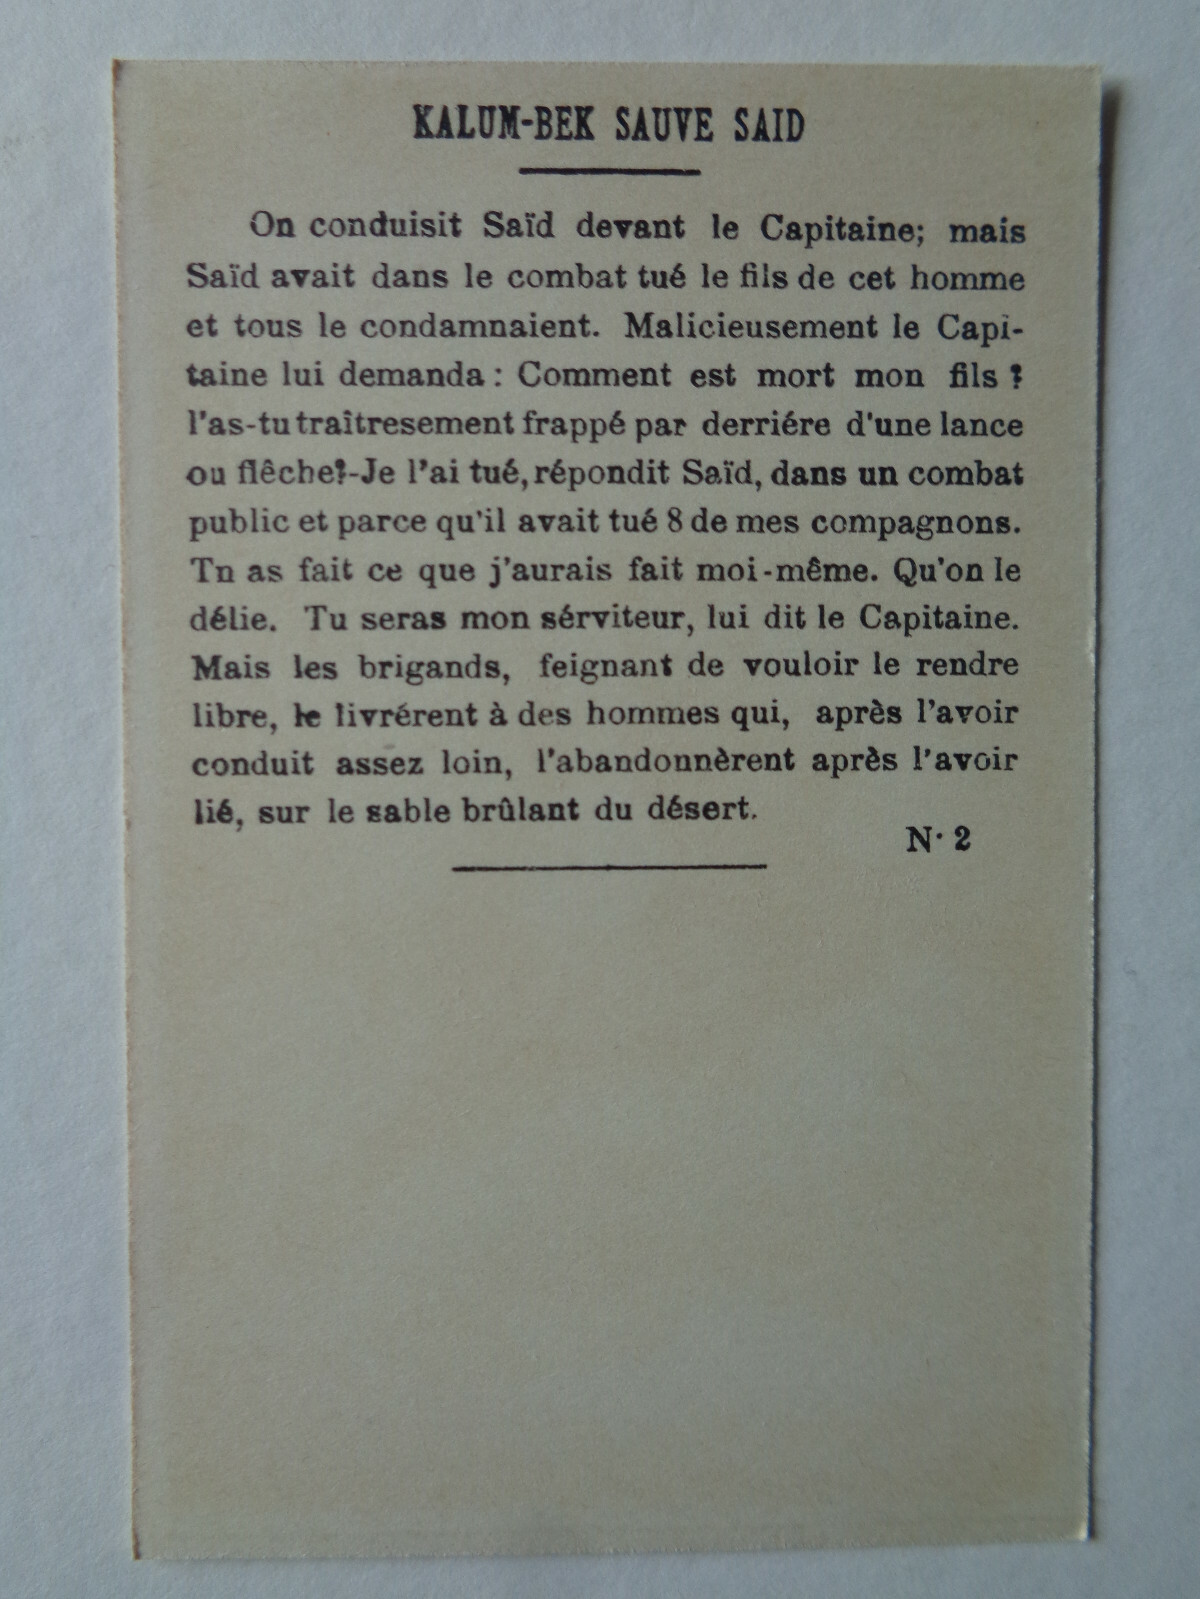 KALUM-BEK SAUVE SAID
On conduisit Saïd devant le Capitaine; mais
Saïd avait dans le combat tué le fils de cet homme
et tous le condamnaient. Malicieusement le Capi-
taine lui demanda: Comment est mort mon fils?
l'as-tu traîtresement frappé par derriére d'une lance
ou flêche?-Je l'ai tué, répondit Saïd, dans un combat
public et parce qu'il avait tué 8 de mes compagnons.
Tn as fait ce que j'aurais fait moi-même. Qu'on le
délie. Tu seras mon sérviteur, lui dit le Capitaine.
Mais les brigands, feignant de vouloir le rendre
libre, le livrérent à des hommes qui, après l'avoir
conduit assez loin, l'abandonnèrent après l'avoir
lié, sur le sable brûlant du désert.
N· 2